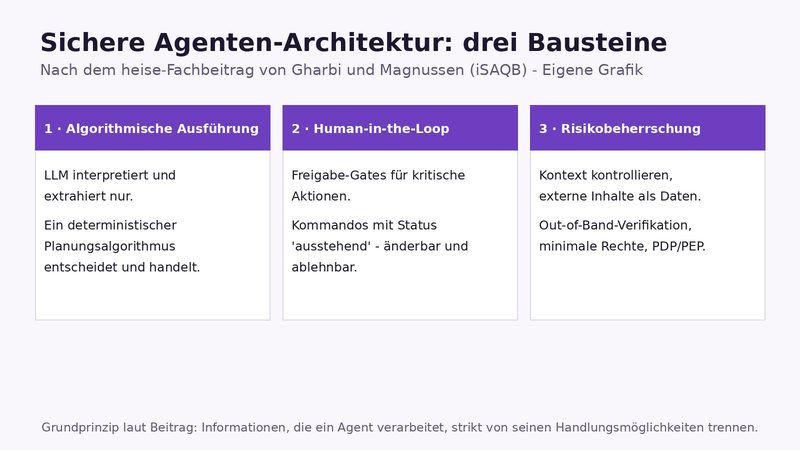 Sichere Agenten-Architektur: drei Bausteine
Nach dem heise-Fachbeitrag von Gharbi und Magnussen (iSAQB) - Eigene Grafik
1 · Algorithmische Ausführung
LLM interpretiert und
extrahiert nur.
Ein deterministischer
Planungsalgorithmus
entscheidet und handelt.
2 · Human-in-the-Loop
Freigabe-Gates für kritische
Aktionen.
Kommandos mit Status
'ausstehend' - änderbar und
ablehnbar.
3 · Risikobeherrschung
Kontext kontrollieren,
externe Inhalte als Daten.
Out-of-Band-Verifikation,
minimale Rechte, PDP/PEP.
Grundprinzip laut Beitrag: Informationen, die ein Agent verarbeitet, strikt von seinen Handlungsmöglichkeiten trennen.